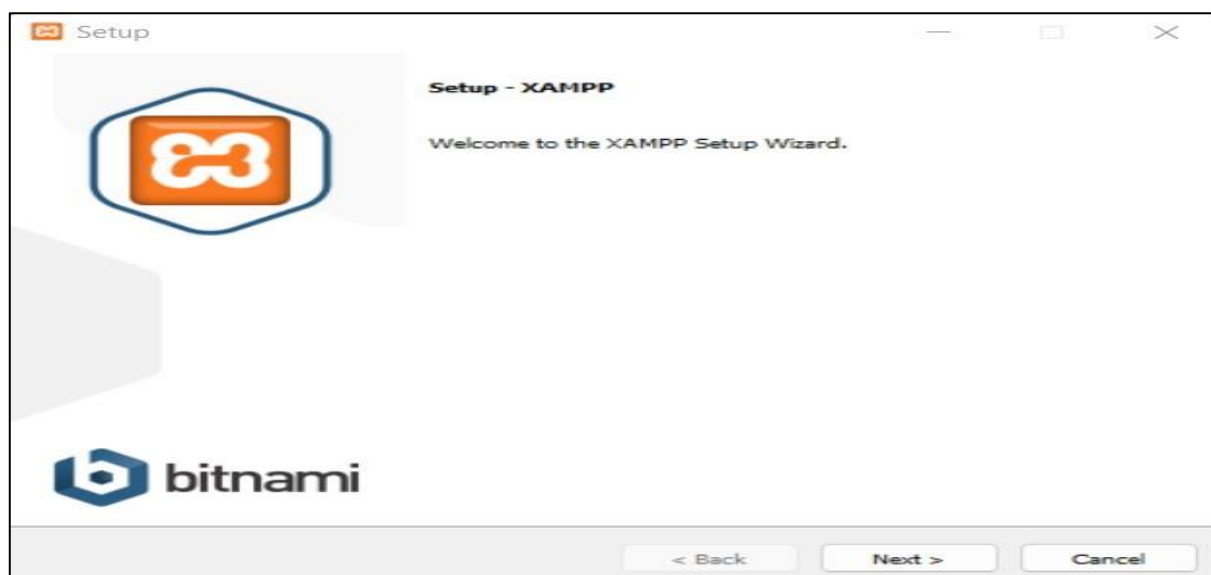 Setup
Setup - XAMPP
Welcome to the XAMPP Setup Wizard.
bitnami
< Back
Next >
Cancel